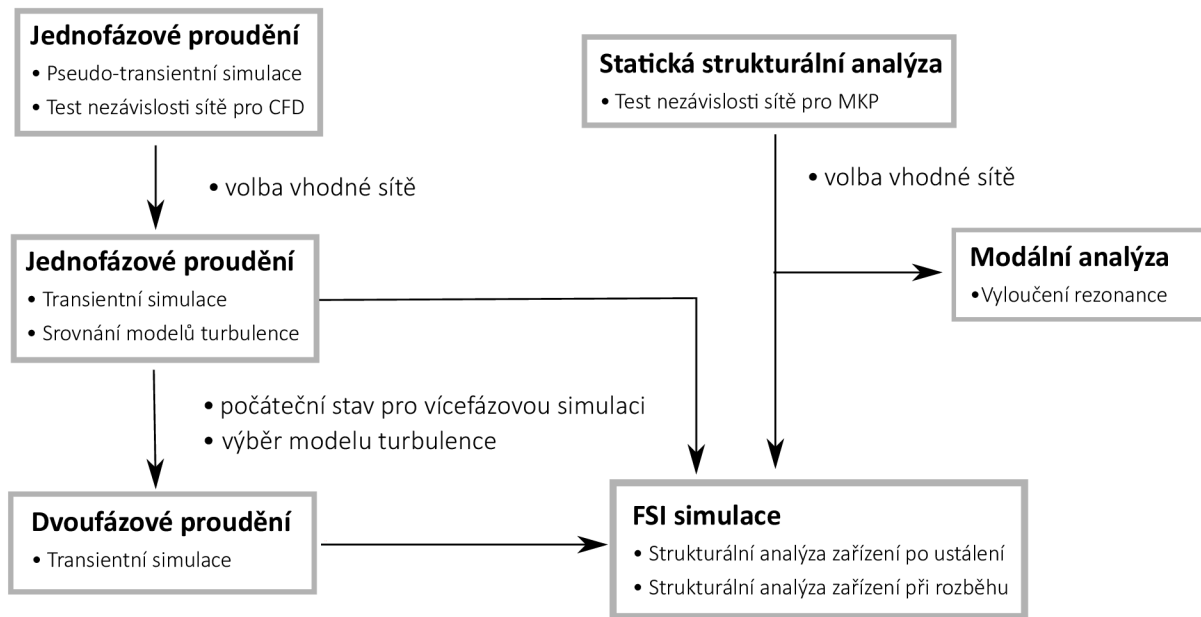 Jednofázové proudění
• Pseudo-transientní simulace
• Test nezávislosti sítě pro CFD
Statická strukturální analýza
• Test nezávislosti sítě pro MKP
• volba vhodné sítě
• volba vhodné sítě
Jednofázové proudění
• Transientní simulace
• Srovnání modelů turbulence
Modální analýza
•Vyloučení rezonance
• počáteční stav pro vícefázovou simulaci
• výběr modelu turbulence
Dvoufázové proudění
• Transientní simulace
FSI simulace
• Strukturální analýza zařízení po ustálení
• Strukturální analýza zařízení při rozběhu